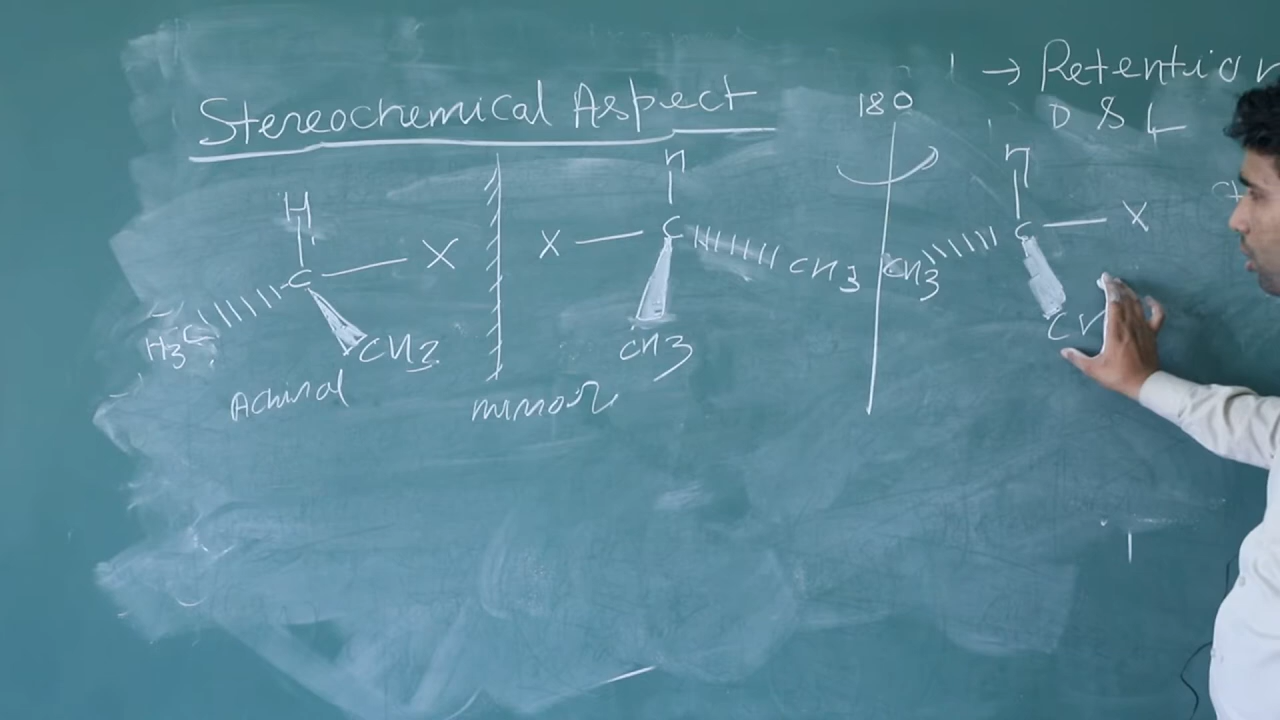 → Retention
Stereochemical Aspect
180
D & L
H
C
X
H3C
CH3
Achiral
mirror
H
X
C
CH3
CH3
H
C
X
CH3